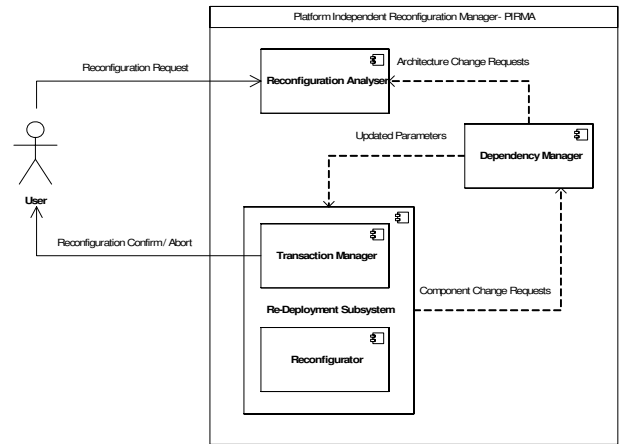 Platform Independent Reconfiguration Manager- PIRMA
Reconfiguration Request
Reconfiguration Analyser
Architecture Change Requests
Updated Parameters
Dependency Manager
User
Reconfiguration Confirm / Abort
Transaction Manager
Component Change Requests
Re-Deployment Subsystem
Reconfigurator